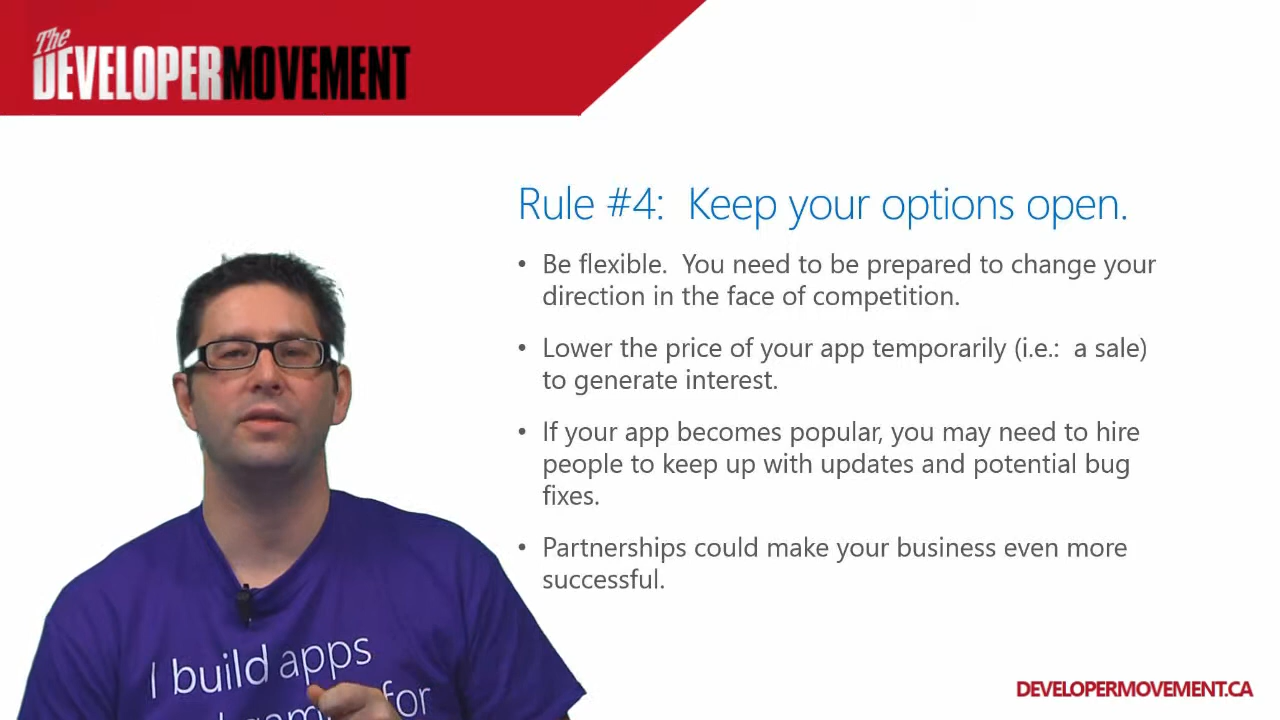 The
DEVELOPERMOVEMENT
Rule #4:  Keep your options open.
• Be flexible.  You need to be prepared to change your
direction in the face of competition.
• Lower the price of your app temporarily (i.e.:  a sale)
to generate interest.
• If your app becomes popular, you may need to hire
people to keep up with updates and potential bug
fixes.
• Partnerships could make your business even more
successful.
I build apps
for
DEVELOPERMOVEMENT.CA